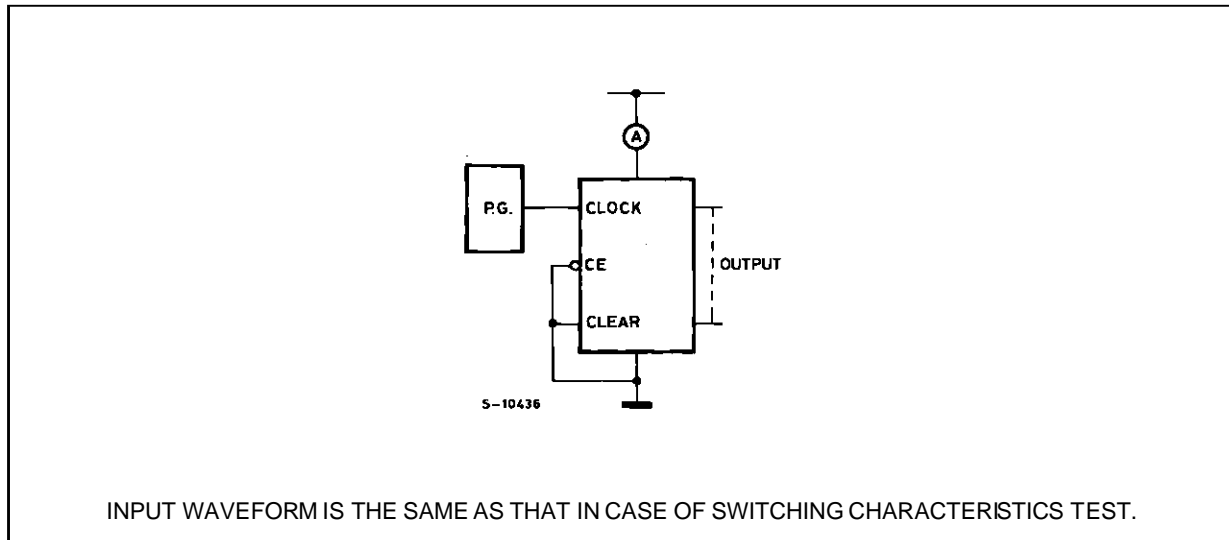 A
P.G.
CLOCK
CE
OUTPUT
CLEAR
S-10436
INPUT WAVEFORM IS THE SAME AS THAT IN CASE OF SWITCHING CHARACTERISTICS TEST.